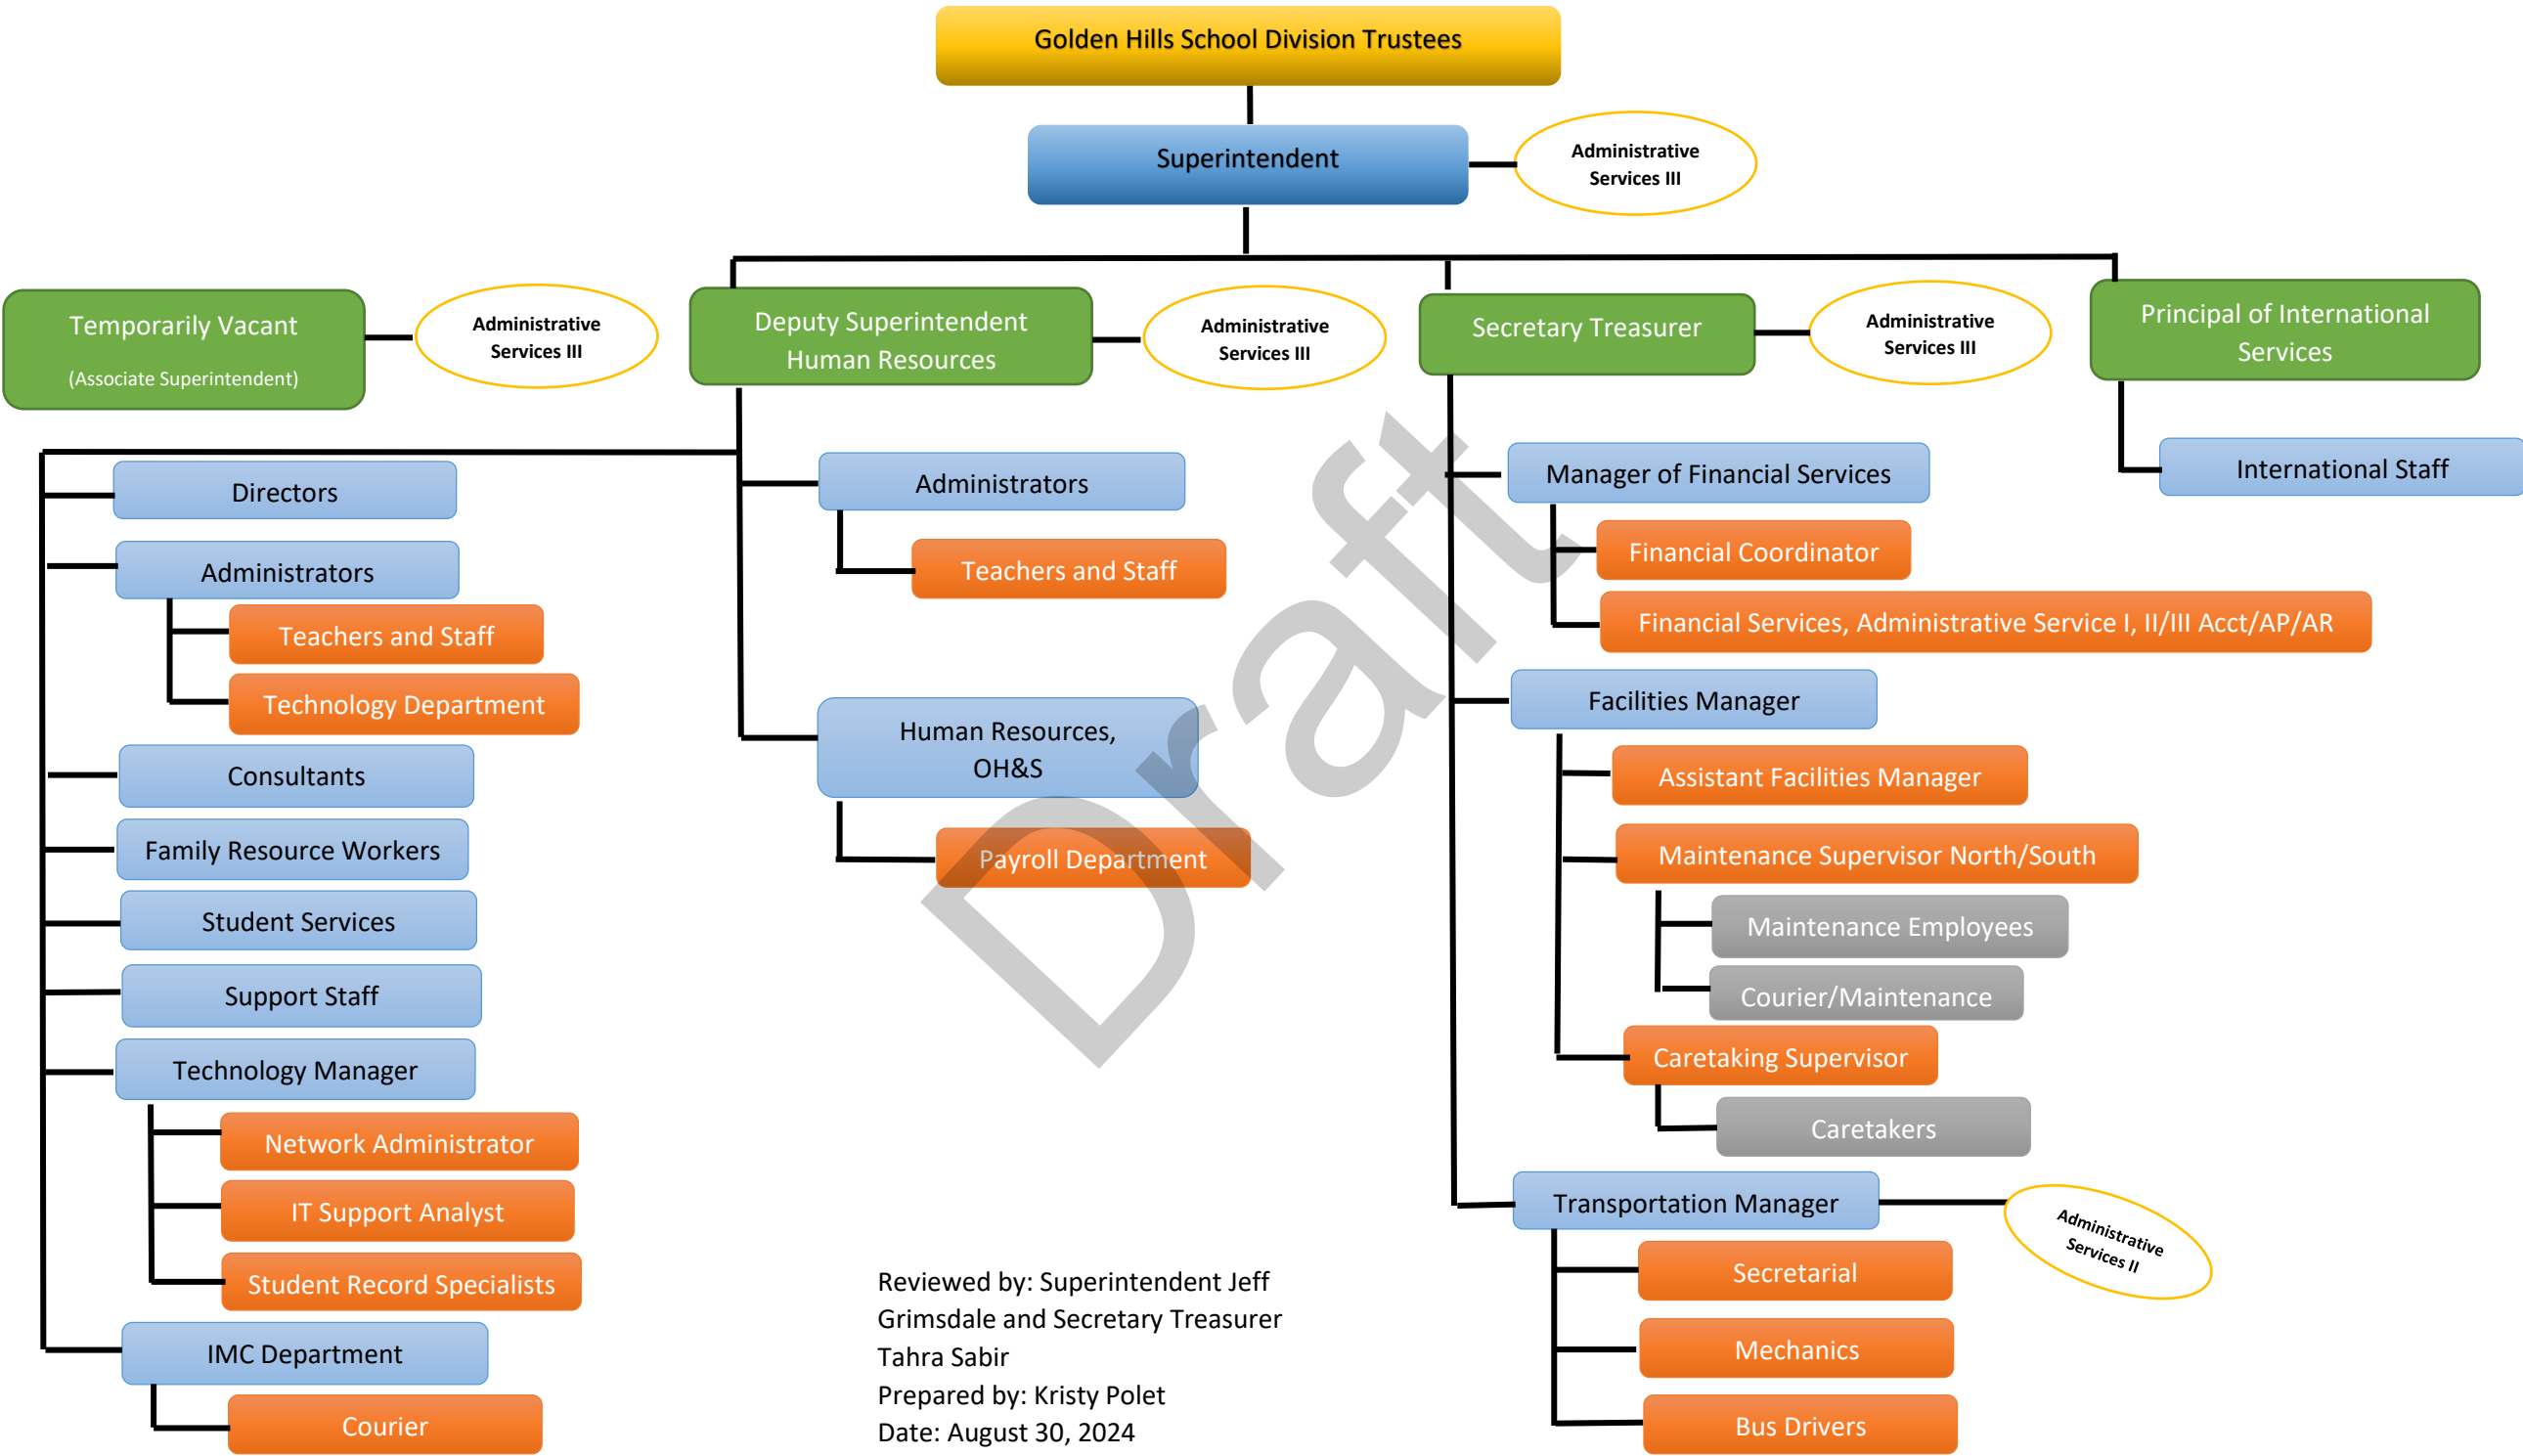 Golden Hills School Division Trustees
Superintendent
Administrative
Services III
Temporarily Vacant
(Associate Superintendent)
Administrative
Services III
Deputy Superintendent
Human Resources
Administrative
Services III
Secretary Treasurer
Administrative
Services III
Principal of International
Services
Directors
Administrators
Teachers and Staff
Technology Department
Consultants
Family Resource Workers
Student Services
Support Staff
Technology Manager
Network Administrator
IT Support Analyst
Student Record Specialists
IMC Department
Courier
Administrators
Teachers and Staff
Human Resources,
OH&S
Payroll Department
Manager of Financial Services
Financial Coordinator
Financial Services, Administrative Service I, II/III Acct/AP/AR
Facilities Manager
Assistant Facilities Manager
Maintenance Supervisor North/South
Maintenance Employees
Courier/Maintenance
Caretaking Supervisor
Caretakers
Transportation Manager
Administrative
Services II
Secretarial
Mechanics
Bus Drivers
International Staff
Draft
Reviewed by: Superintendent Jeff
Grimsdale and Secretary Treasurer
Tahra Sabir
Prepared by: Kristy Polet
Date: August 30, 2024